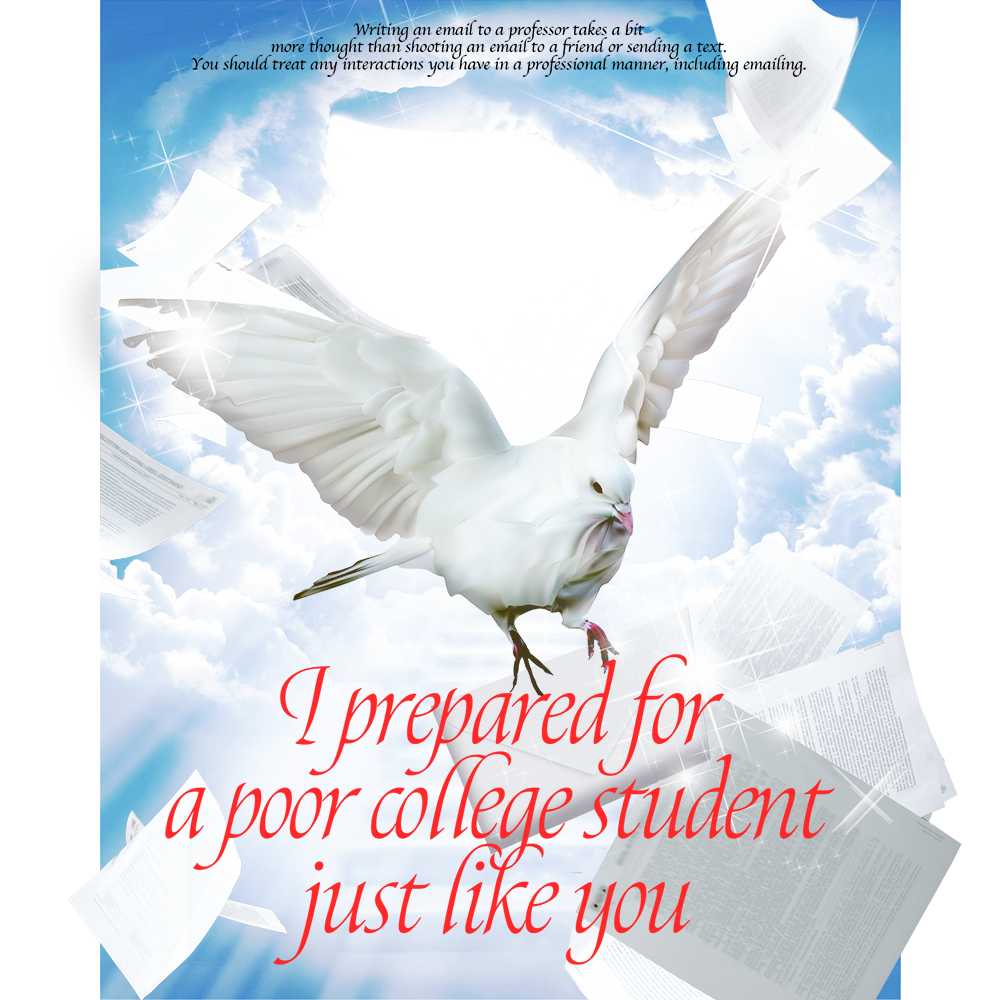 Writing an email to a professor takes a bit
more thought than shooting an email to a friend or sending a text.
You should treat any interactions you have in a professional manner, including emailing.
I prepared for
a poor college student
just like you